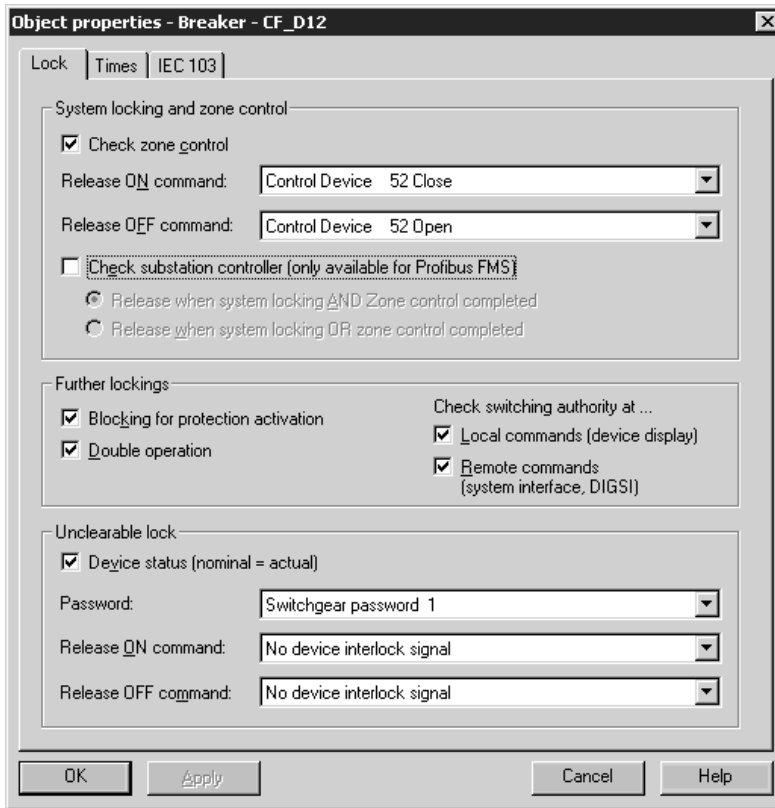 Object properties - Breaker - CF_D12
Lock
Times
IEC 103
System locking and zone control
Check zone control
Release ON command:
Control Device 52 Close
Release OFF command:
Control Device 52 Open
Check substation controller (only available for Profibus FMS)
Release when system locking AND Zone control completed
Release when system locking OR zone control completed
Further lockings
Blocking for protection activation
Double operation
Check switching authority at ...
Local commands (device display)
Remote commands
(system interface, DIGSI)
Unclearable lock
Device status (nominal = actual)
Password:
Switchgear password 1
Release ON command:
No device interlock signal
Release OFF command:
No device interlock signal
OK
Apply
Cancel
Help